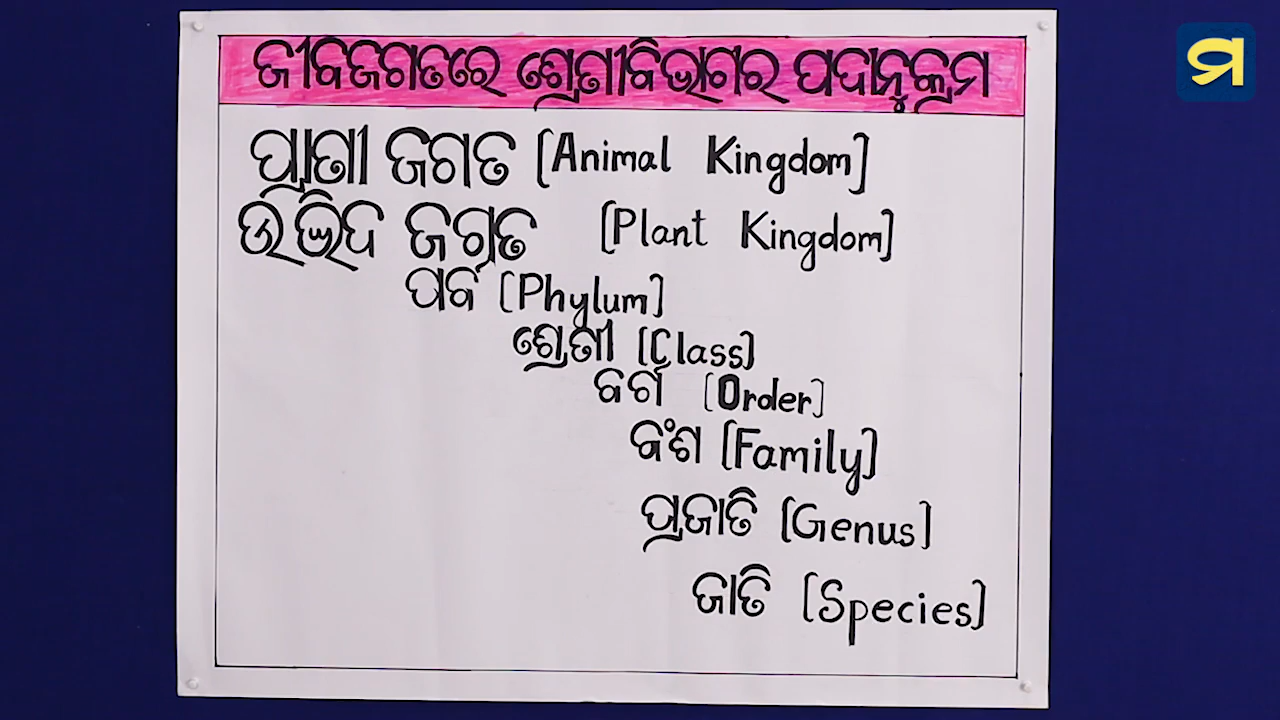 ଜୀବଜଗତରେ ଶ୍ରେଣୀବିଭାଗର ପଦାନୁକ୍ରମ
ମ
ପ୍ରାଣୀ ଜଗତ [Animal Kingdom]
ଉଦ୍ଭିଦ ଜଗତ [Plant Kingdom]
ପର୍ବ [Phylum]
ଶ୍ରେଣୀ [Class]
ବର୍ଗ [Order]
ବଂଶ [Family]
ପ୍ରଜାତି [Genus]
ଜାତି [Species]